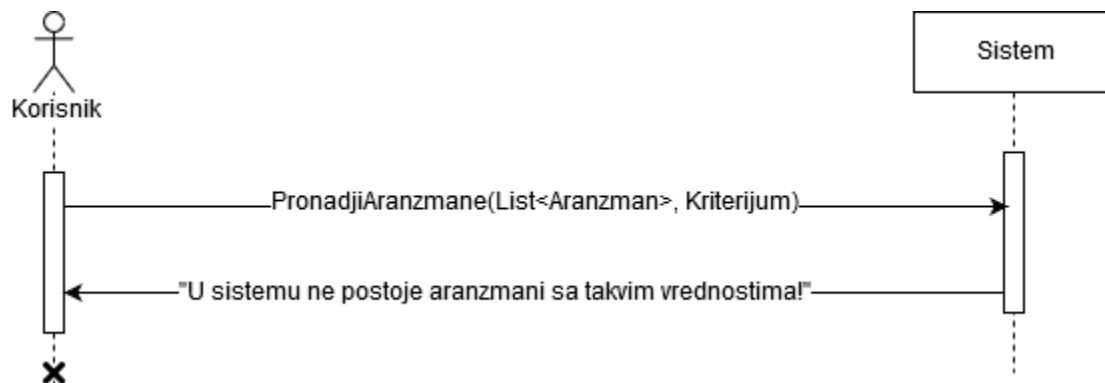 Sistem
Korisnik
PronadjiAranzmane(List<Aranzman>, Kriterijum)
"U sistemu ne postoje aranzmani sa takvim vrednostima!"